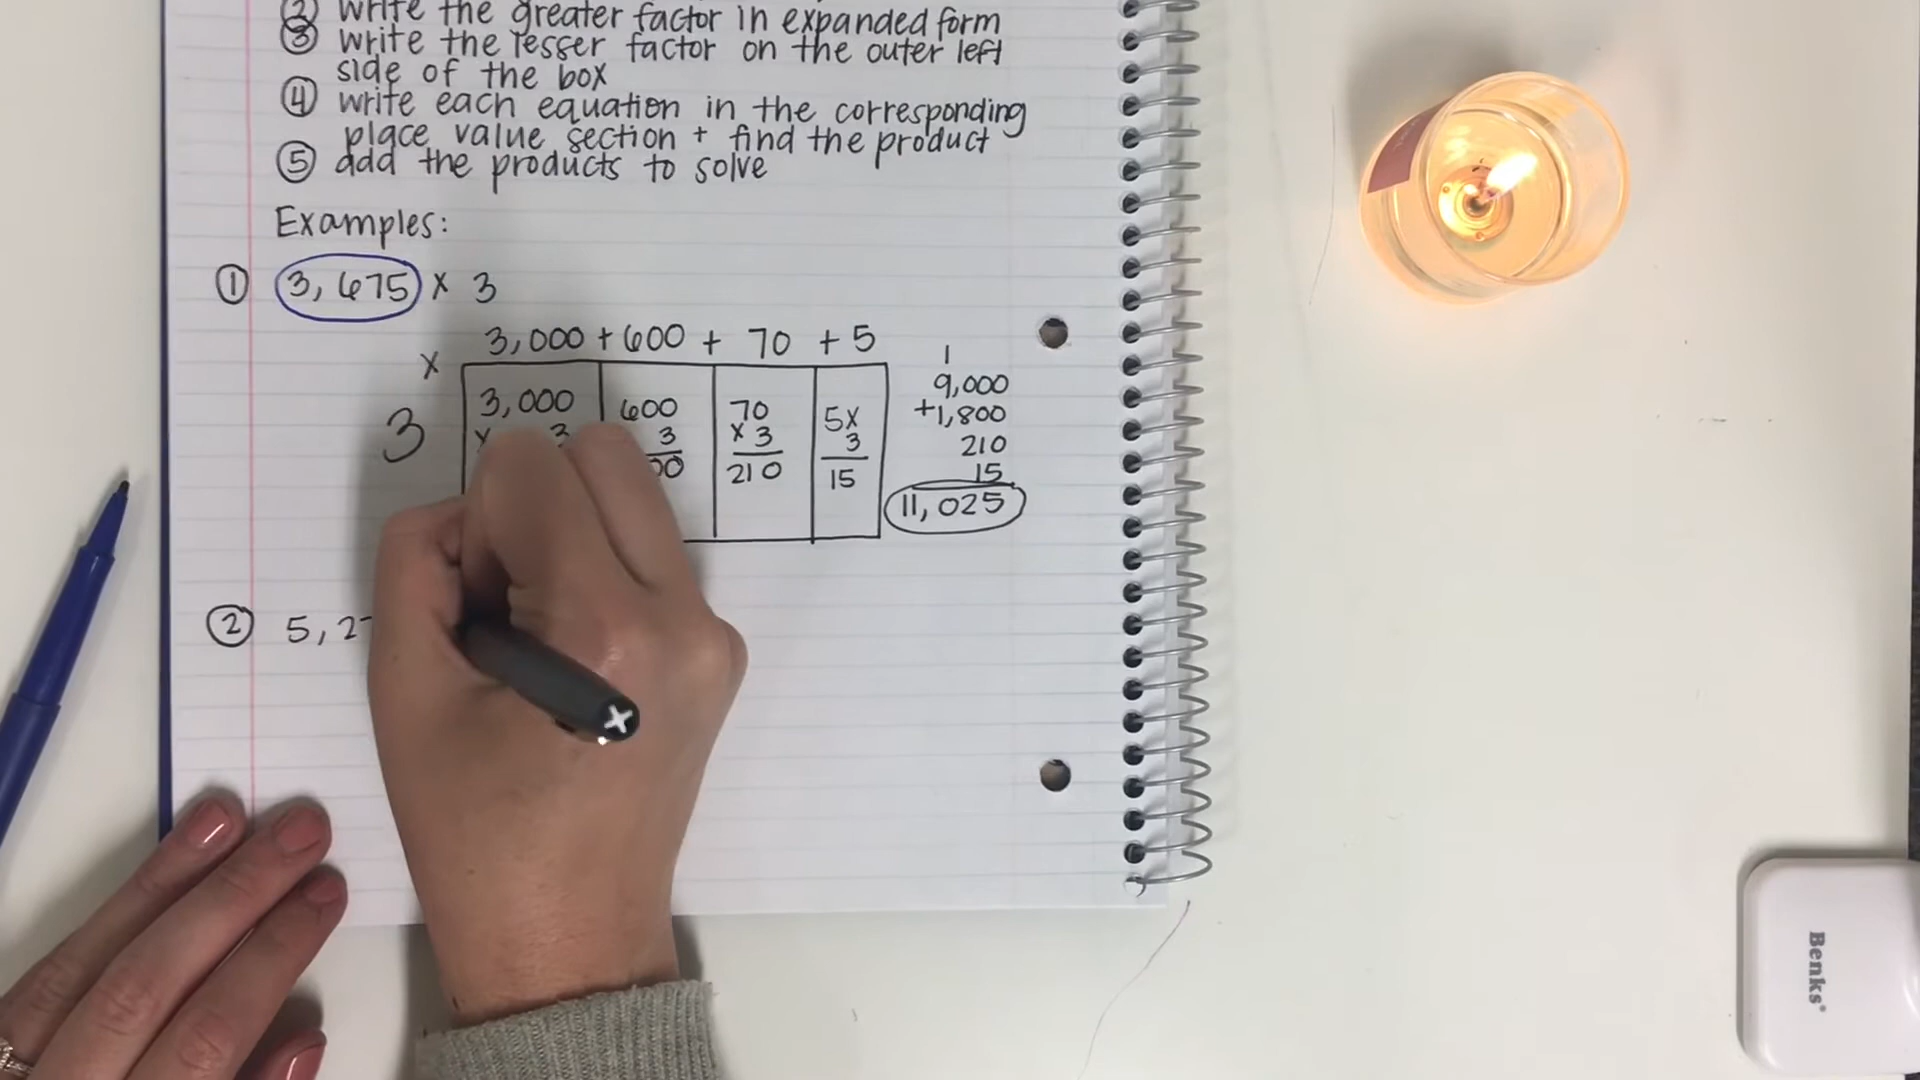 ② write the greater factor in expanded form
③ write the lesser factor on the outer left
side of the box
④ write each equation in the corresponding
place value section + find the product
⑤ add the products to solve
Examples:
① 3,675 x 3
3,000 + 600 + 70 + 5
x
3
3,000
x 3
600
3
00
70
x 3
210
5x
3
15
1
9,000
+1,800
210
15
11,025
② 5,2
Benks